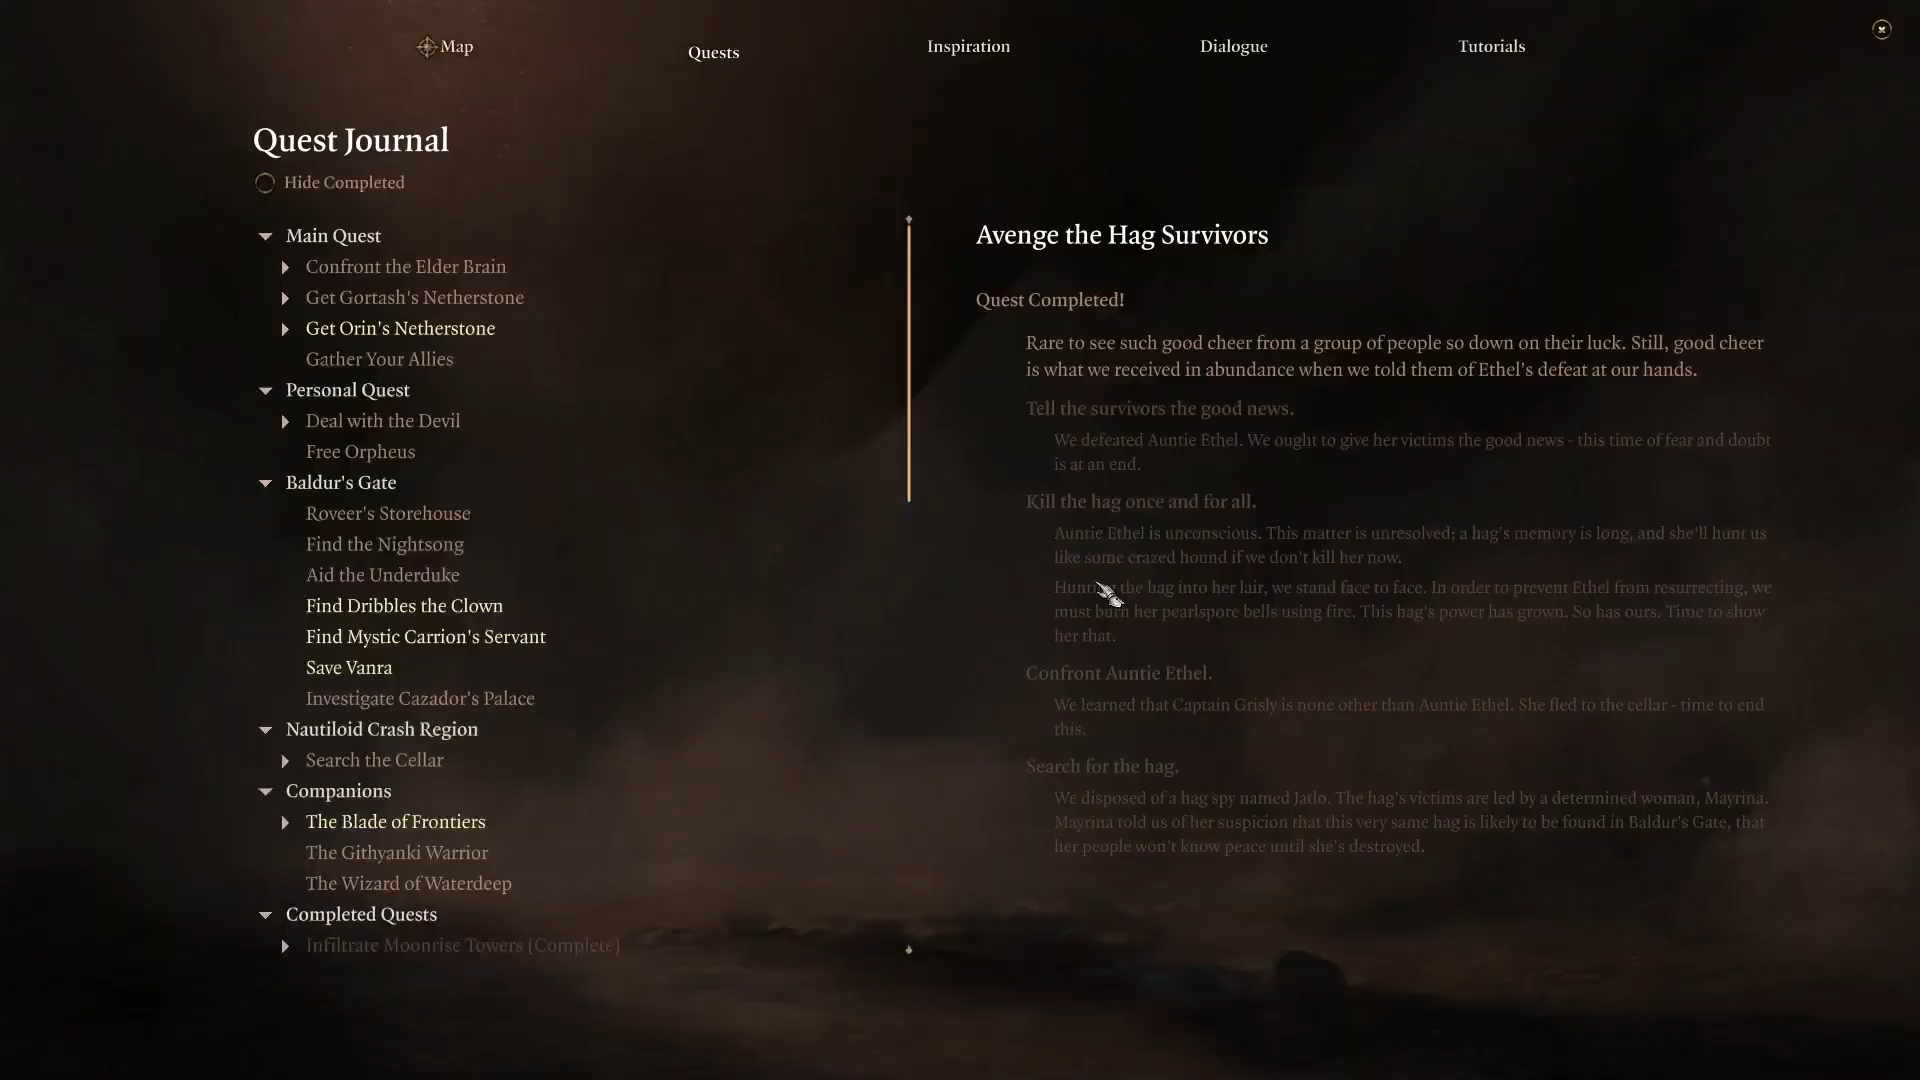 Map
Quests
Inspiration
Dialogue
Tutorials
Quest Journal
Hide Completed
Main Quest
Confront the Elder Brain
Get Gortash's Netherstone
Get Orin's Netherstone
Gather Your Allies
Personal Quest
Deal with the Devil
Free Orpheus
Baldur's Gate
Roveer's Storehouse
Find the Nightsong
Aid the Underduke
Find Dribbles the Clown
Find Mystic Carrion's Servant
Save Vanra
Investigate Cazador's Palace
Nautiloid Crash Region
Search the Cellar
Companions
The Blade of Frontiers
The Githyanki Warrior
The Wizard of Waterdeep
Completed Quests
Infiltrate Moonrise Towers (Complete)
Avenge the Hag Survivors
Quest Completed!
Rare to see such good cheer from a group of people so down on their luck. Still, good cheer
is what we received in abundance when we told them of Ethel's defeat at our hands.
Tell the survivors the good news.
We defeated Auntie Ethel. We ought to give her victims the good news - this time of fear and doubt
is at an end.
Kill the hag once and for all.
Auntie Ethel is unconscious. This matter is unresolved; a hag's memory is long, and she'll hunt us
like some crazed hound if we don't kill her now.
Hunting the hag into her lair, we stand face to face. In order to prevent Ethel from resurrecting, we
must burn her pearlspore bells using fire. This hag's power has grown. So has ours. Time to show
her that.
Confront Auntie Ethel.
We learned that Captain Grisly is none other than Auntie Ethel. She fled to the cellar - time to end
this.
Search for the hag.
We disposed of a hag spy named Jatlo. The hag's victims are led by a determined woman, Mayrina.
Mayrina told us of her suspicion that this very same hag is likely to be found in Baldur's Gate, that
her people won't know peace until she's destroyed.